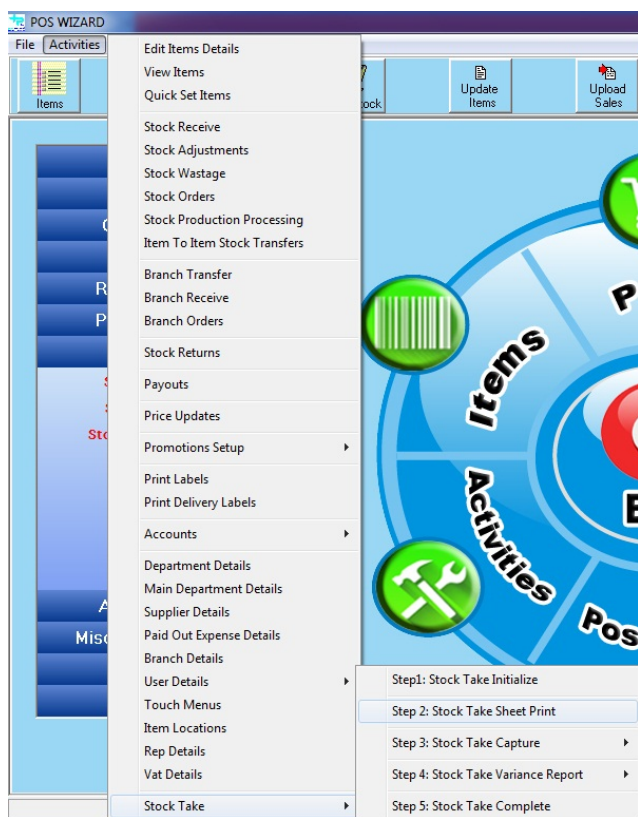 POS WIZARD
File Activities
Items
Update
Items
Upload
Sales
Edit Items Details
View Items
Quick Set Items
Stock Receive
Stock Adjustments
Stock Wastage
Stock Orders
Stock Production Processing
Item To Item Stock Transfers
Branch Transfer
Branch Receive
Branch Orders
Stock Returns
Payouts
Price Updates
Promotions Setup
Print Labels
Print Delivery Labels
Accounts
Department Details
Main Department Details
Supplier Details
Paid Out Expense Details
Branch Details
User Details
Touch Menus
Item Locations
Rep Details
Vat Details
Stock Take
Step1: Stock Take Initialize
Step 2: Stock Take Sheet Print
Step 3: Stock Take Capture
Step 4: Stock Take Variance Report
Step 5: Stock Take Complete
Items
Activities
Pos